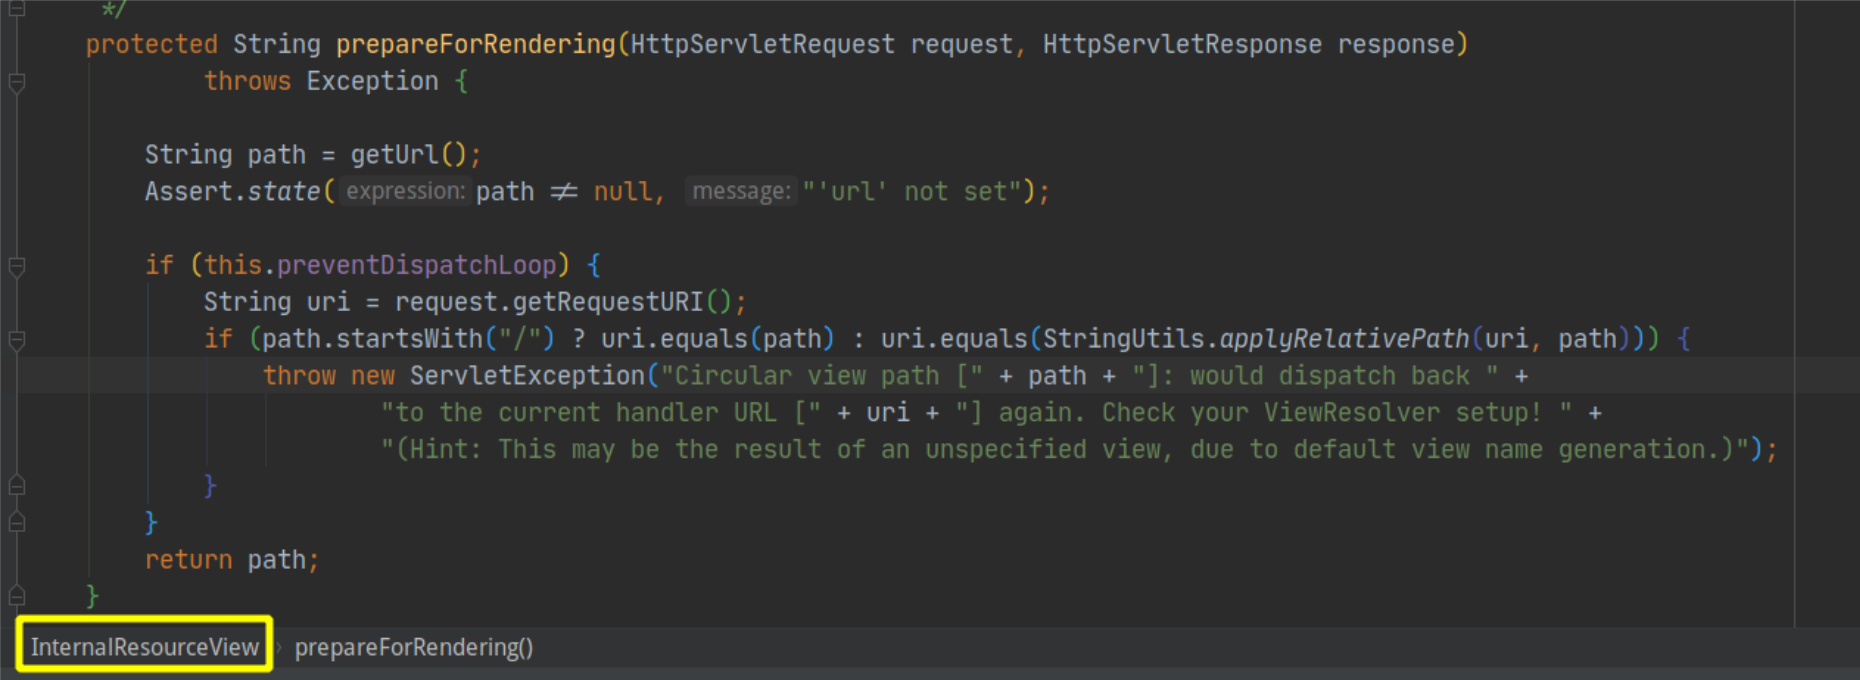 */
protected String prepareForRendering(HttpServletRequest request, HttpServletResponse response)
throws Exception {
String path = getUrl();
Assert.state( expression: path ≠ null, message: "'url' not set");
if (this.preventDispatchLoop) {
String uri = request.getRequestURI();
if (path.startsWith("/") ? uri.equals(path) : uri.equals(StringUtils.applyRelativePath(uri, path))) {
throw new ServletException("Circular view path [" + path + "]: would dispatch back " +
"to the current handler URL [" + uri + "] again. Check your ViewResolver setup! " +
"(Hint: This may be the result of an unspecified view, due to default view name generation.)");
}
}
return path;
}
InternalResourceView › prepareForRendering()